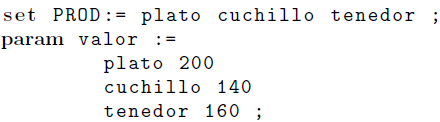 set PROD:= plato cuchillo tenedor ;
param valor :=
plato 200
cuchillo 140
tenedor 160 ;